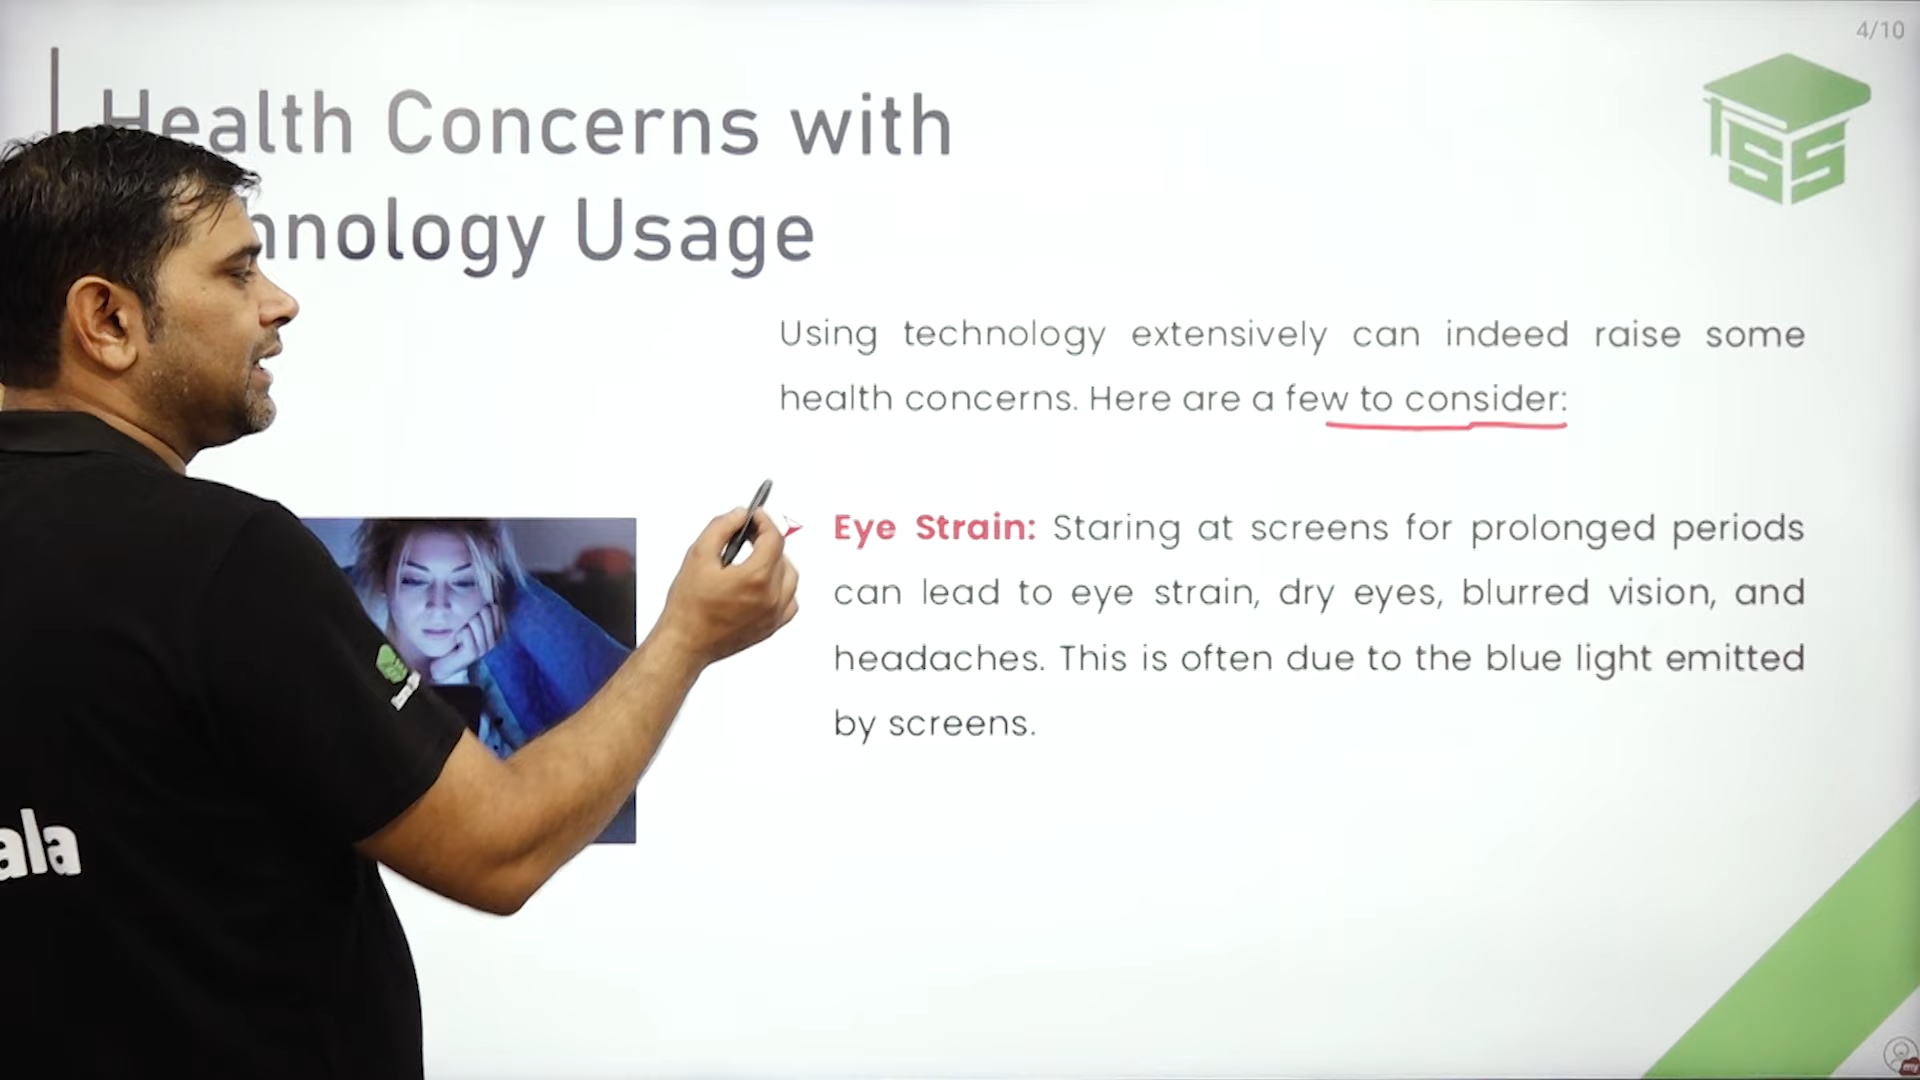 4/10
Health Concerns with
hnology Usage
Using technology extensively can indeed raise some
health concerns. Here are a few to consider:
Eye Strain: Staring at screens for prolonged periods
can lead to eye strain, dry eyes, blurred vision, and
headaches. This is often due to the blue light emitted
by screens.
SS
ala